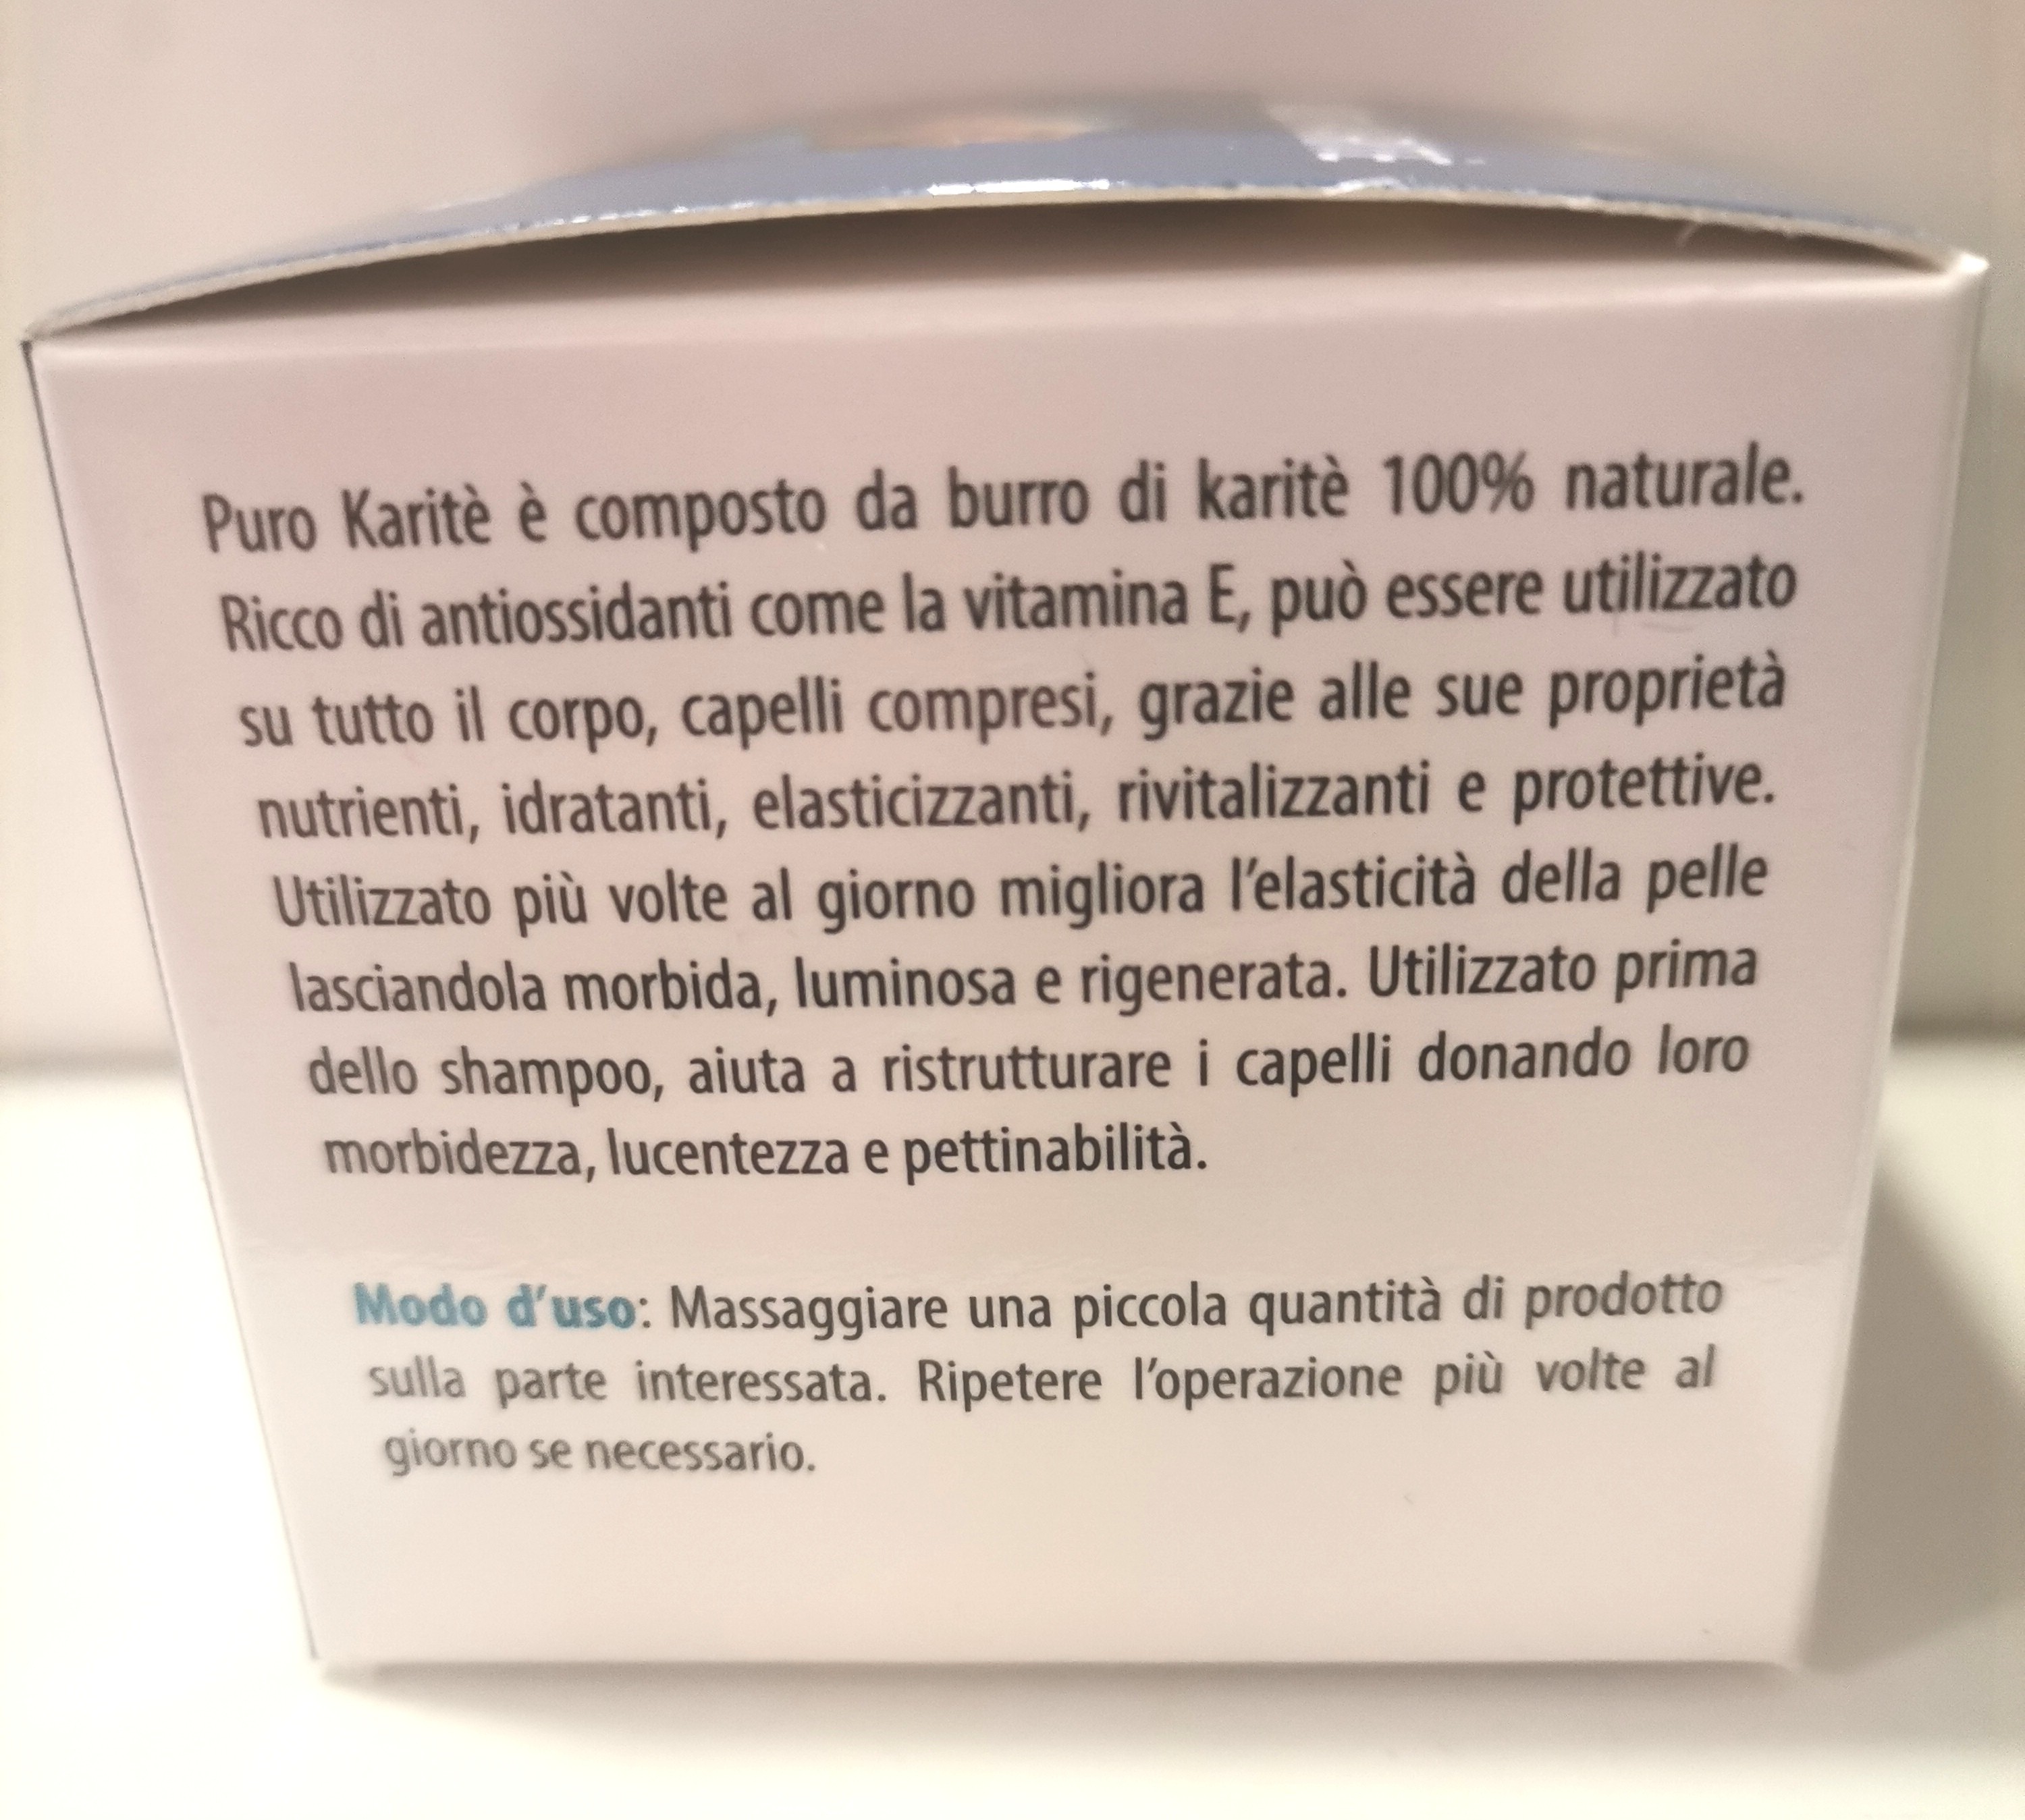 Puro Karitè è composto da burro di karitè 100% naturale.
Ricco di antiossidanti come la vitamina E, può essere utilizzato
su tutto il corpo, capelli compresi, grazie alle sue proprietà
nutrienti, idratanti, elasticizzanti, rivitalizzanti e protettive.
Utilizzato più volte al giorno migliora l'elasticità della pelle
lasciandola morbida, luminosa e rigenerata. Utilizzato prima
dello shampoo, aiuta a ristrutturare i capelli donando loro
morbidezza, lucentezza e pettinabilità.
Modo d'uso: Massaggiare una piccola quantità di prodotto
sulla parte interessata. Ripetere l'operazione più volte al
giorno se necessario.